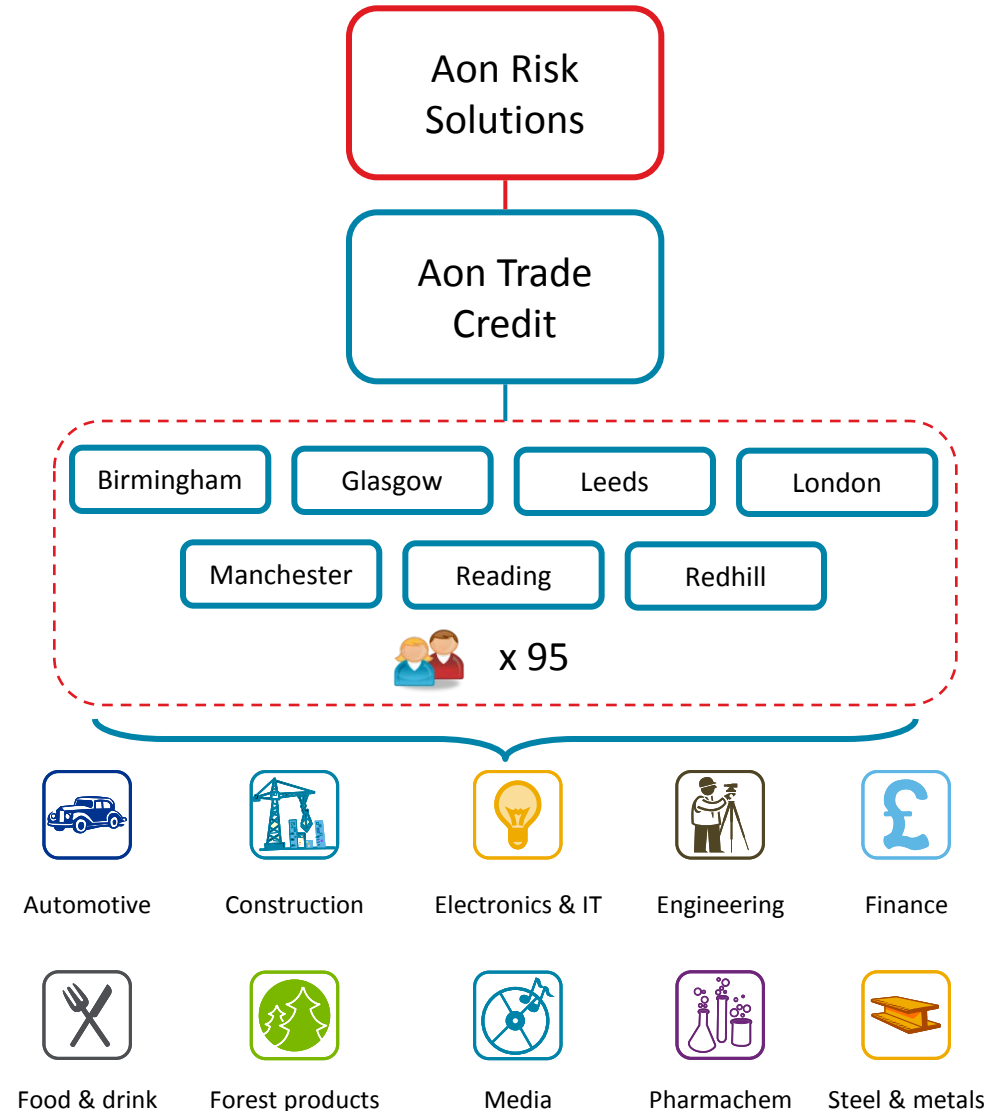 Aon Risk
Solutions
Aon Trade
Credit
Birmingham
Glasgow
Leeds
London
Manchester
Reading
Redhill
x 95
Automotive
Construction
Electronics & IT
Engineering
Finance
Food & drink
Forest products
Media
Pharmachem
Steel & metals